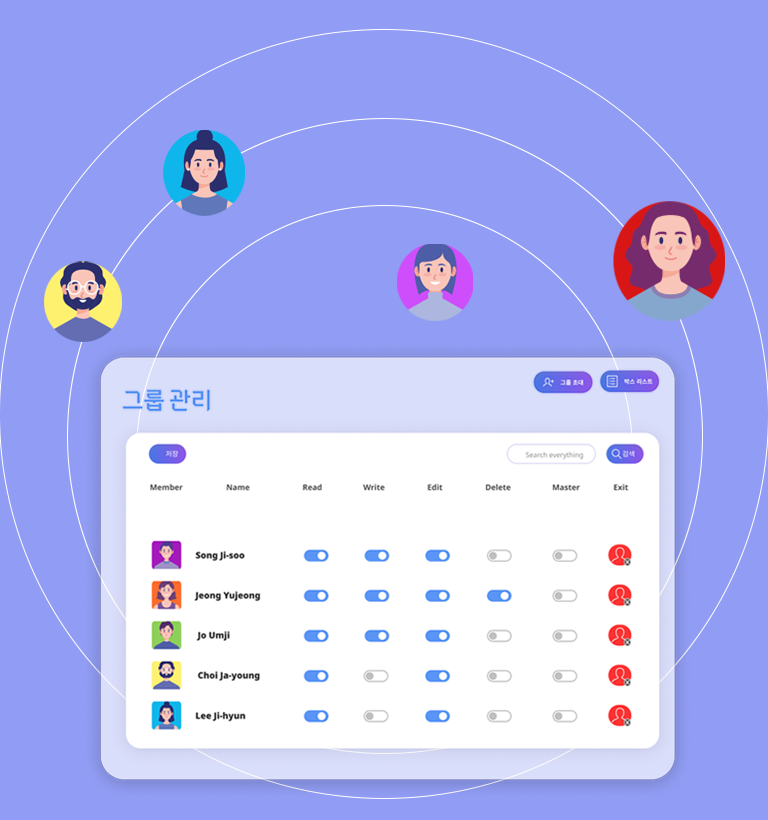 그룹 초대
박스 리스트
그룹 관리
저장
Search everything
검색
Member Name Read Write Edit Delete Master Exit
Song Ji-soo
Jeong Yujeong
Jo Umji
Choi Ja-young
Lee Ji-hyun